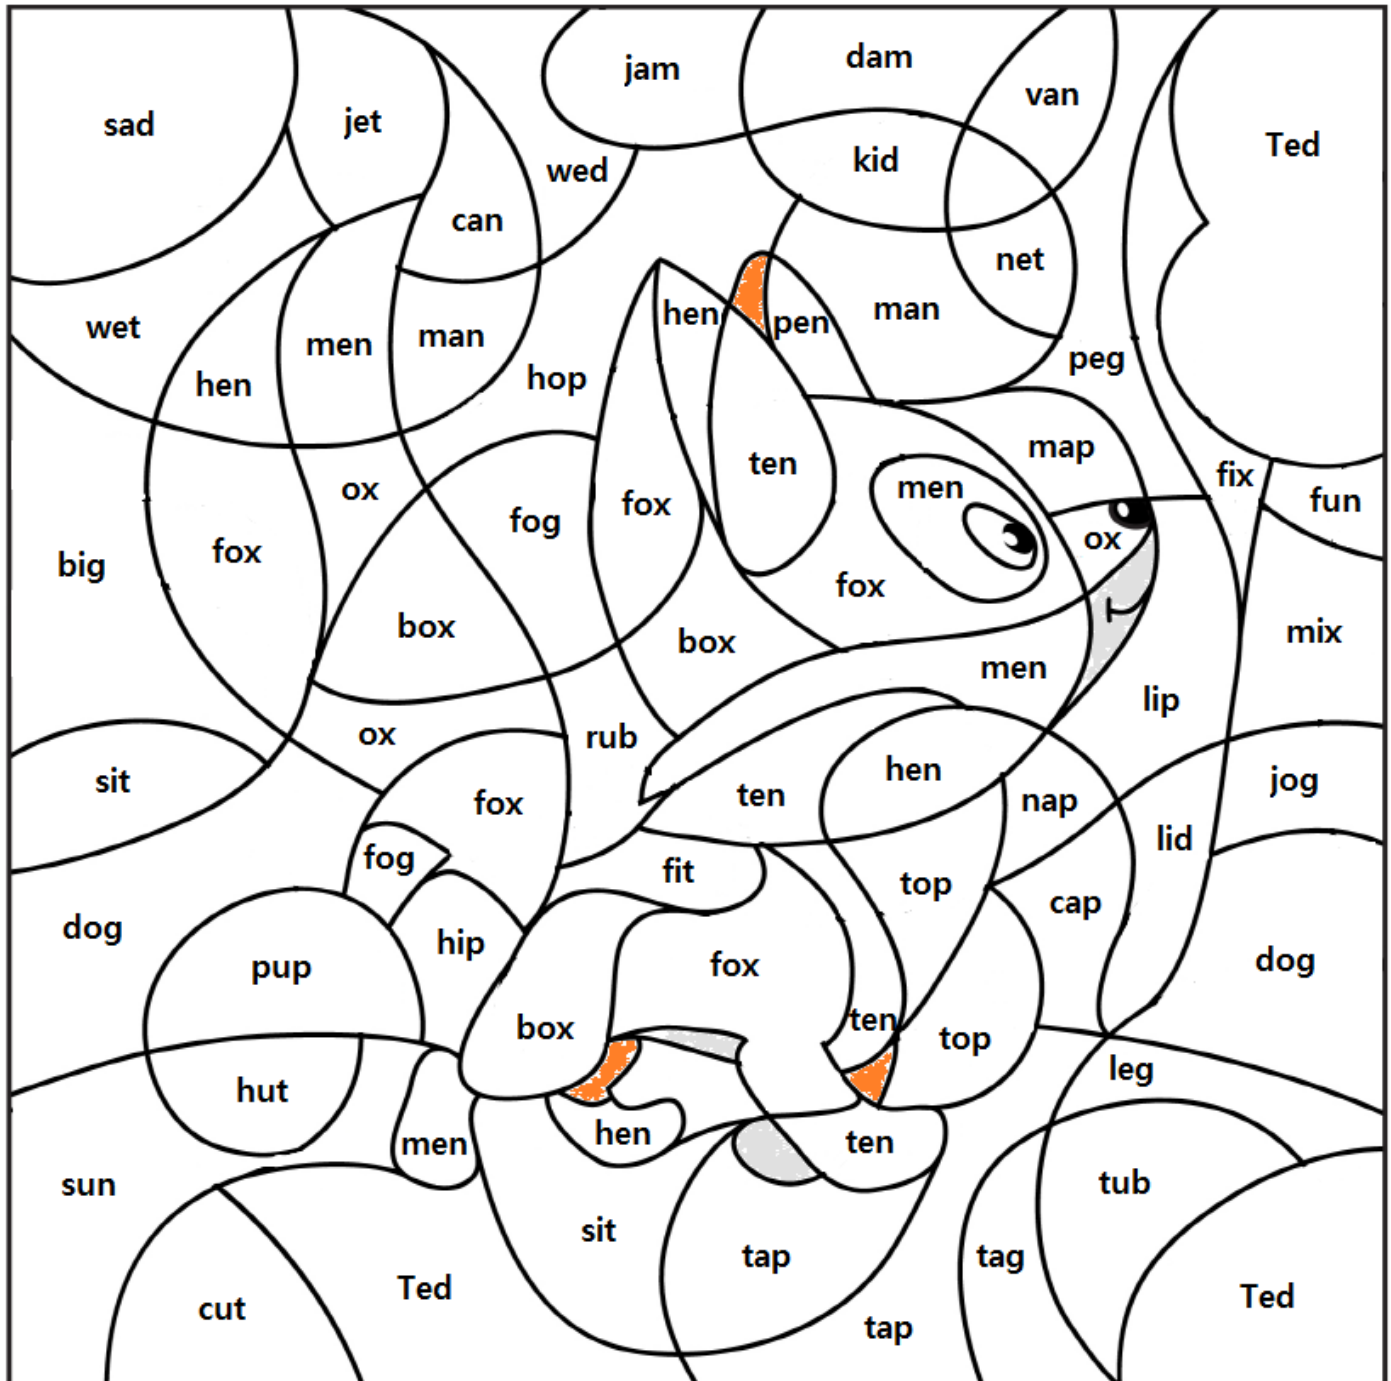 jam
dam
van
sad
jet
Ted
kid
wed
can
net
man
hen
pen
wet
men
man
peg
hen
hop
map
ten
fix
men
fun
ox
fox
fog
ox
fox
big
fox
box
mix
box
men
lip
ox
rub
sit
hen
ten
nap
jog
fox
lid
fog
fit
top
cap
dog
hip
pup
fox
dog
box
ten
top
leg
hut
men
hen
ten
sun
tub
sit
tap
tag
Ted
cut
Ted
tap